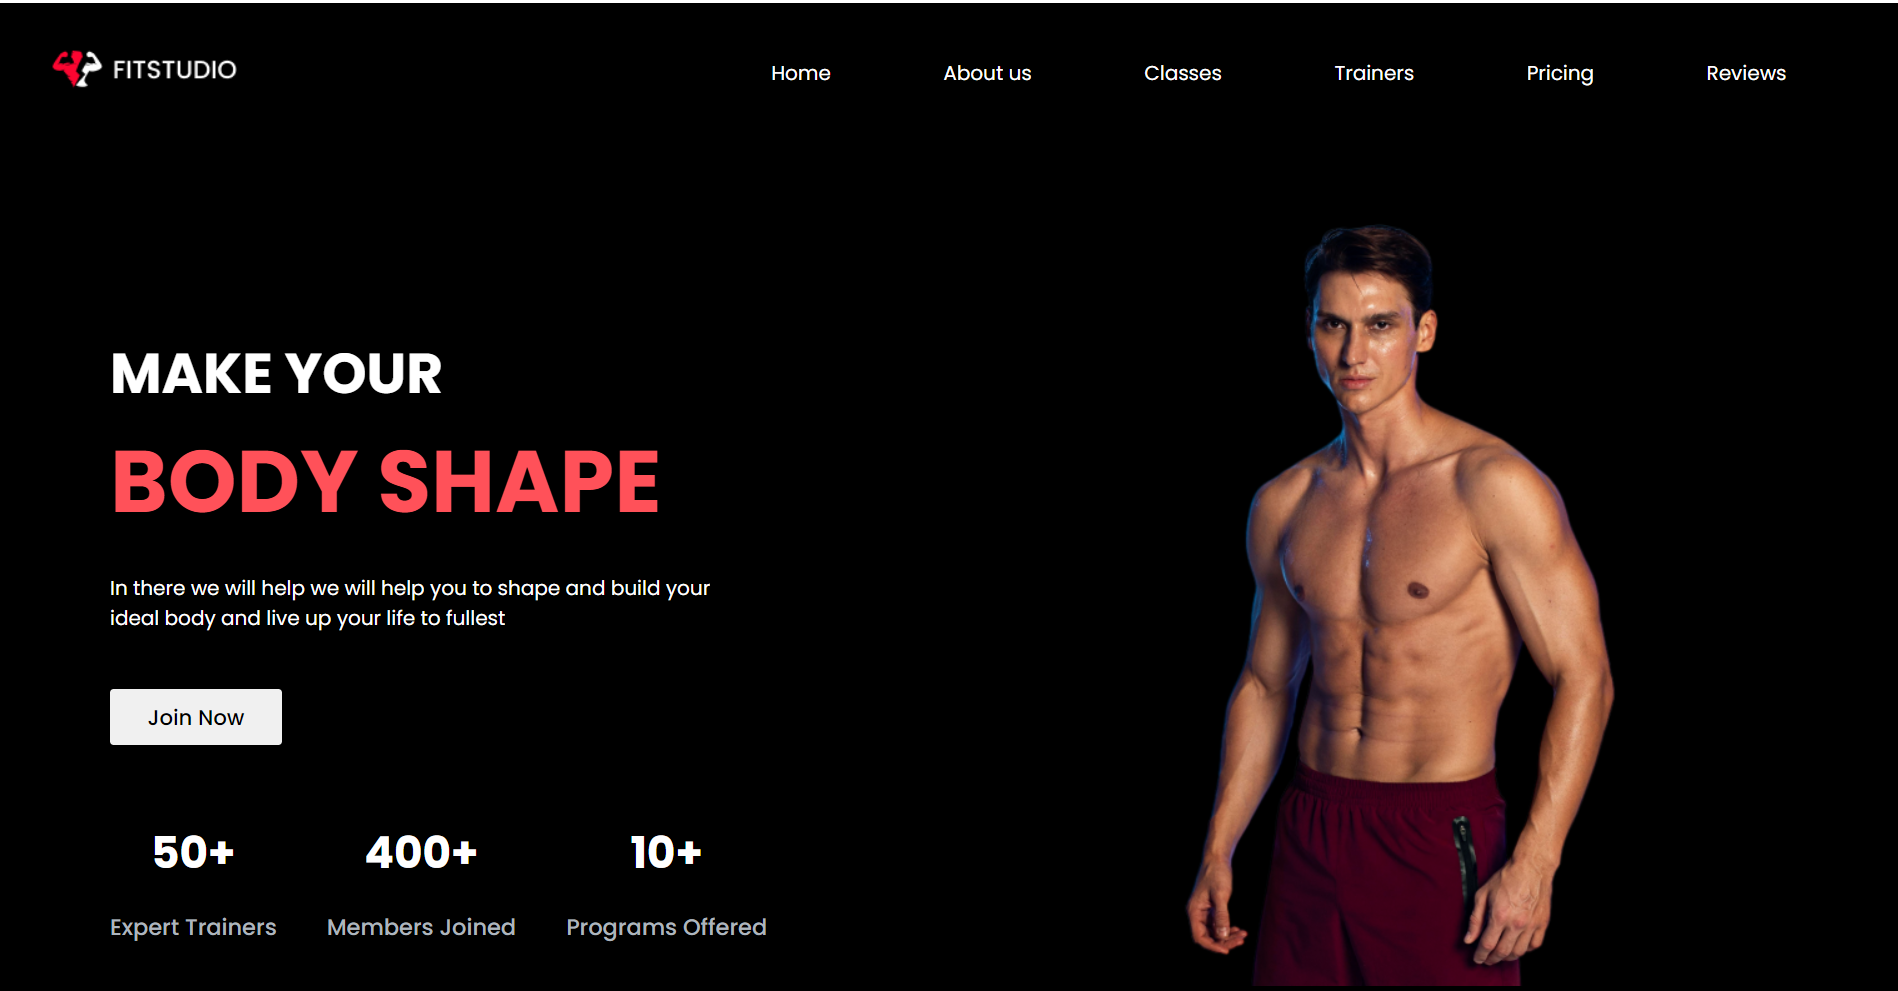 FITSTUDIO
Home About us Classes Trainers Pricing Reviews
MAKE YOUR
BODY SHAPE
In there we will help we will help you to shape and build your
ideal body and live up your life to fullest
Join Now
50+ 400+ 10+
Expert Trainers Members Joined Programs Offered